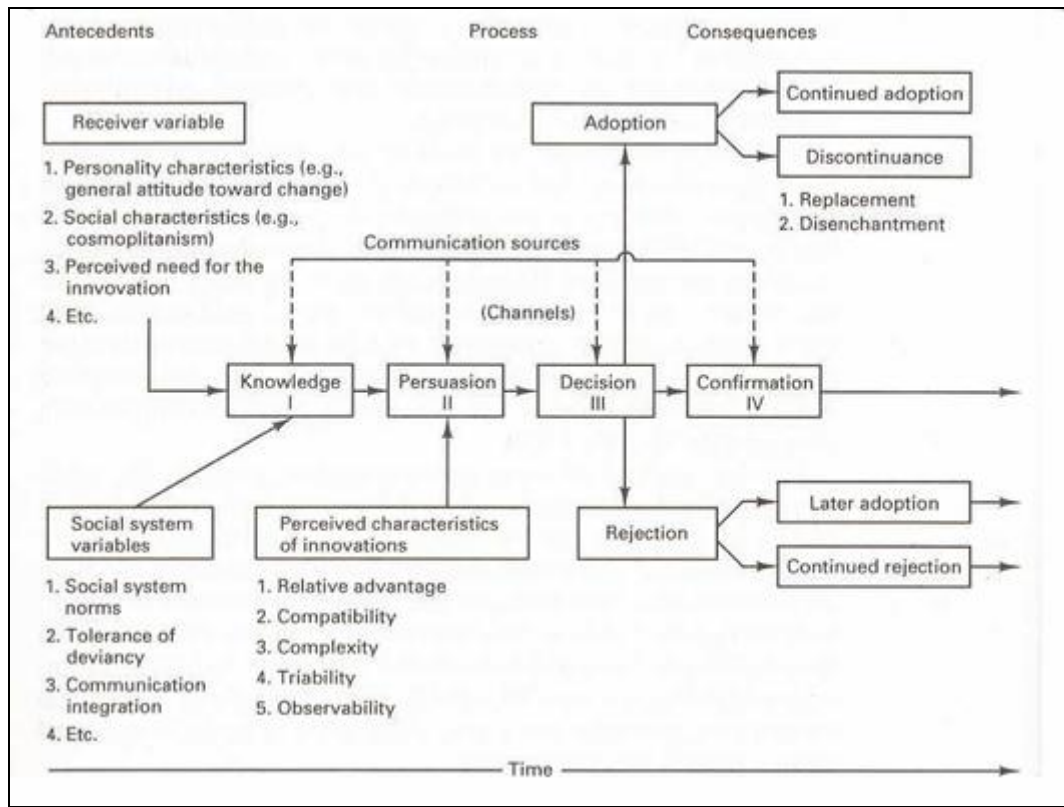 Antecedents
Process
Consequences
Receiver variable
1. Personality characteristics (e.g.,
general attitude toward change)
2. Social characteristics (e.g.,
cosmoplitanism)
3. Perceived need for the
innvovation
4. Etc.
Adoption
Continued adoption
Discontinuance
1. Replacement
2. Disenchantment
Communication sources
(Channels)
Knowledge
I
Persuasion
II
Decision
III
Confirmation
IV
Social system
variables
1. Social system
norms
2. Tolerance of
deviancy
3. Communication
integration
4. Etc.
Perceived characteristics
of innovations
1. Relative advantage
2. Compatibility
3. Complexity
4. Triability
5. Observability
Rejection
Later adoption
Continued rejection
Time